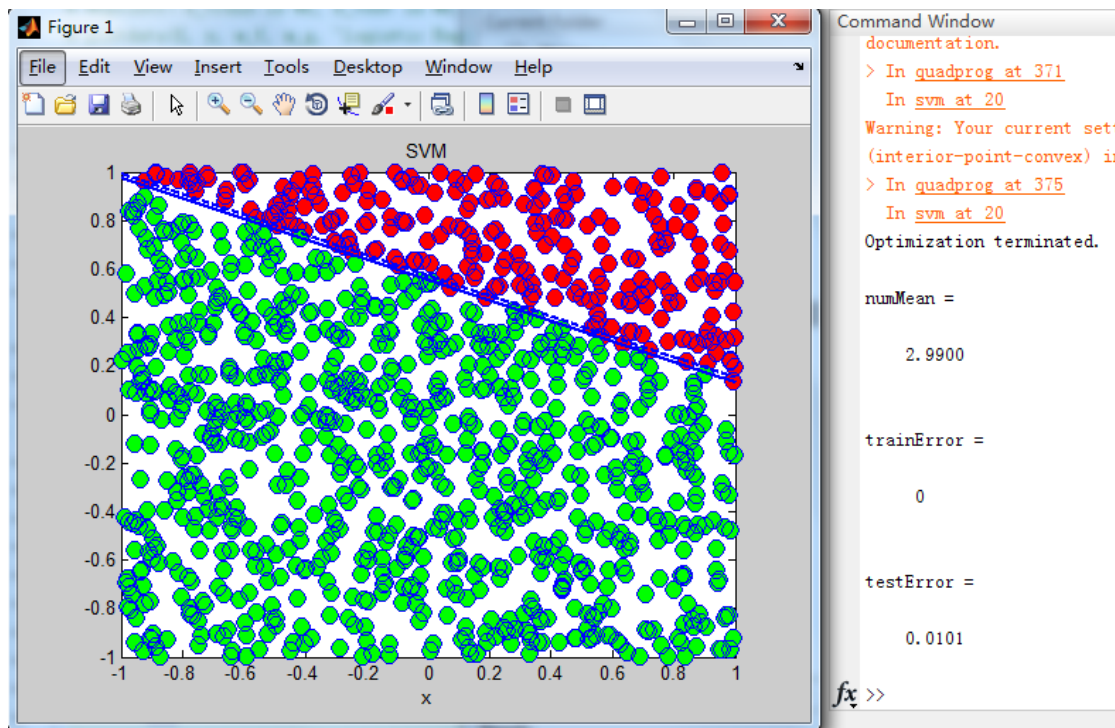 Figure 1
File Edit View Insert Tools Desktop Window Help
SVM
1
0.8
0.6
0.4
0.2
0
-0.2
-0.4
-0.6
-0.8
-1
-1 -0.8 -0.6 -0.4 -0.2 0 0.2 0.4 0.6 0.8 1
x
Command Window
documentation.
> In quadprog at 371
In svm at 20
Warning: Your current
(interior-point-convex)
> In quadprog at 375
In svm at 20
Optimization terminated.
numMean =
2.9900
trainError =
0
testError =
0.0101
fx >>